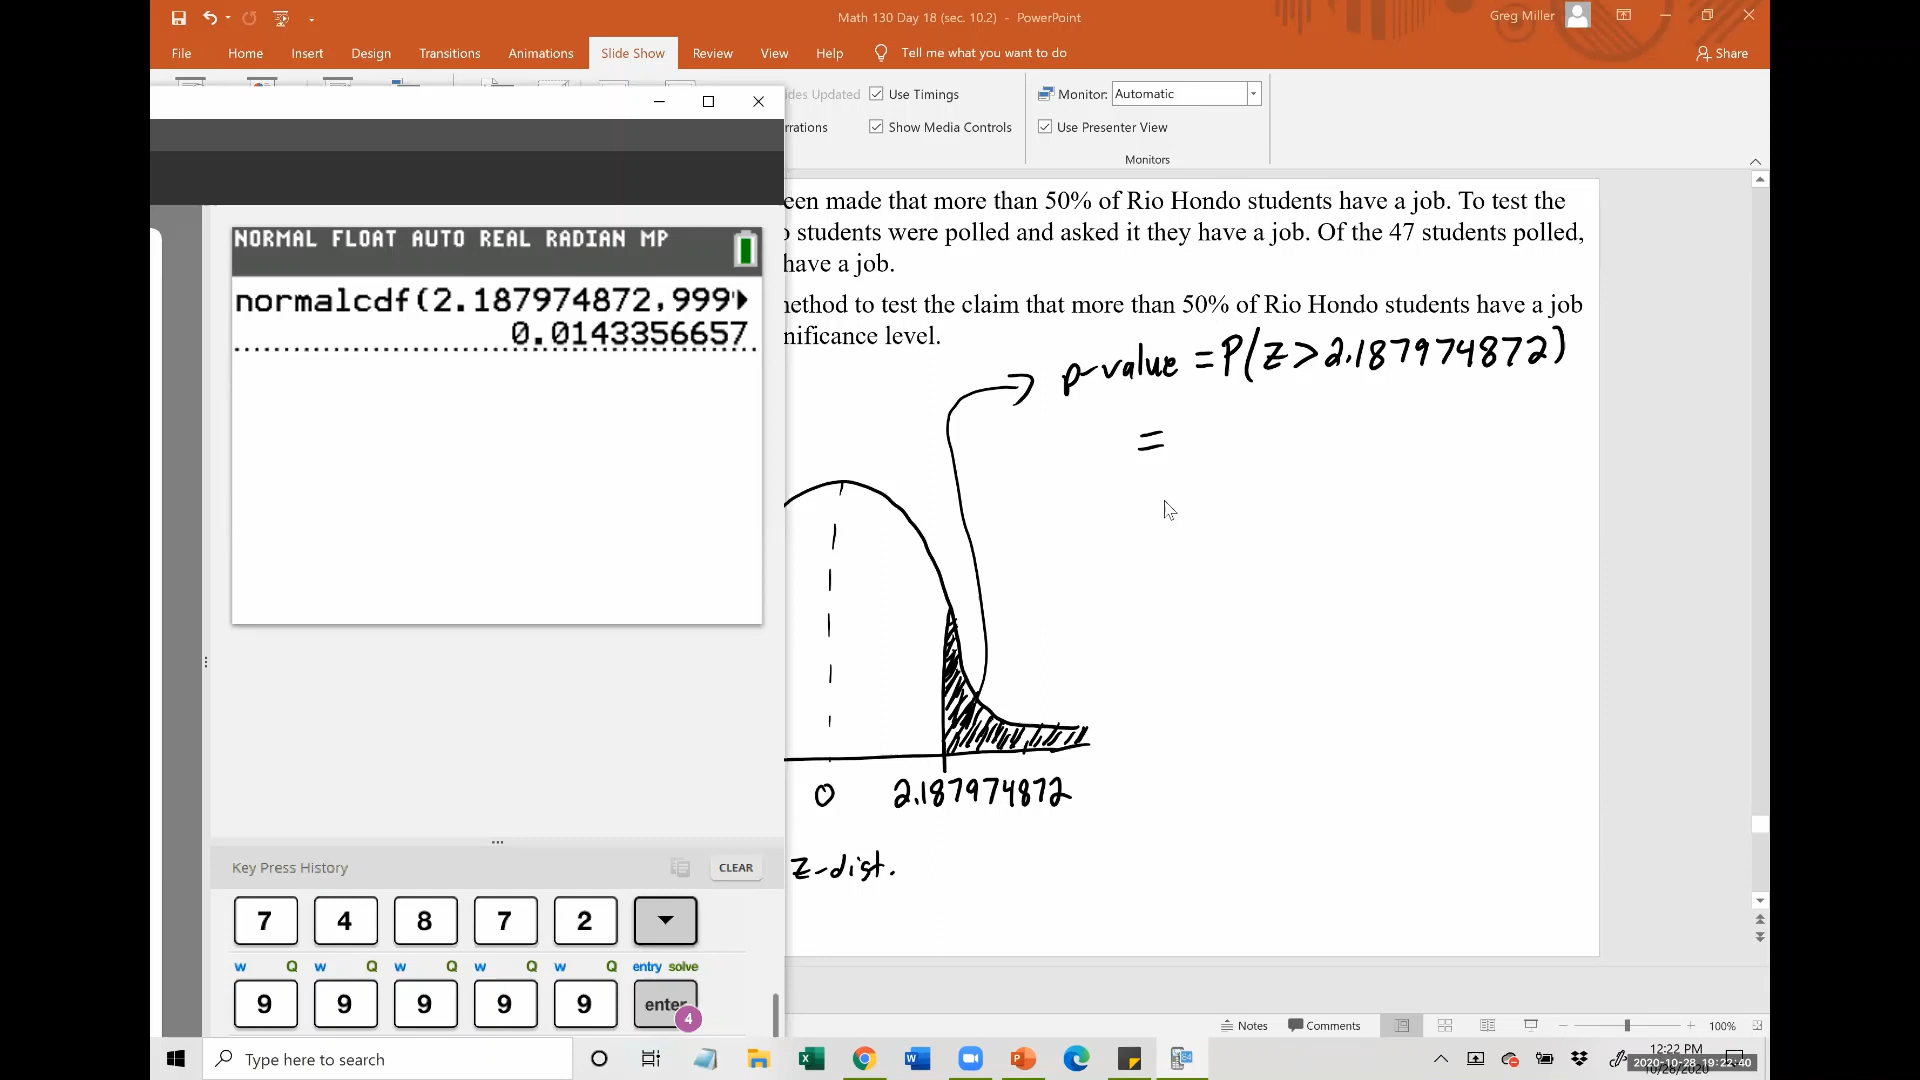 Math 130 Day 18 (sec. 10.2) - PowerPoint
Greg Miller
File Home Insert Design Transitions Animations Slide Show Review View Help Tell me what you want to do
Share
Use Timings
Monitor: Automatic
Show Media Controls
Use Presenter View
Monitors
een made that more than 50% of Rio Hondo students have a job. To test the
students were polled and asked it they have a job. Of the 47 students polled,
have a job.
ethod to test the claim that more than 50% of Rio Hondo students have a job
nificance level.
NORMAL FLOAT AUTO REAL RADIAN MP
normalcdf(2.187974872,999
0.0143356657
p-value = P(Z > 2.187974872)
=
0 2.187974872
Z-dist.
Key Press History
CLEAR
7 4 8 7 2
w Q w Q w Q w Q w Q entry solve
9 9 9 9 9 enter
4
Notes Comments 100%
Type here to search
12:22 PM
2020-10-28 19:22:40